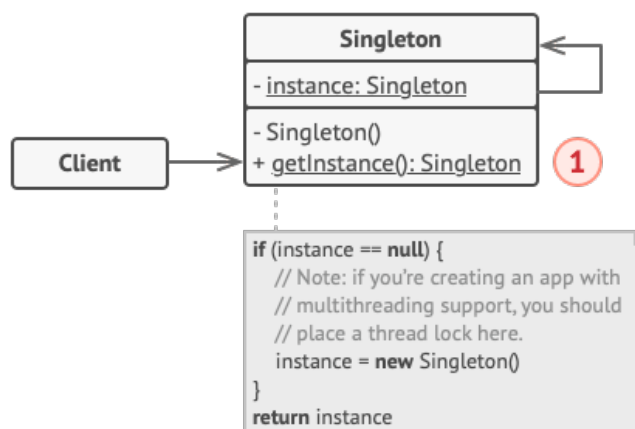 Singleton
- instance: Singleton
- Singleton()
+ getInstance(): Singleton
Client
1
if (instance == null) {
// Note: if you're creating an app with
// multithreading support, you should
// place a thread lock here.
instance = new Singleton()
}
return instance